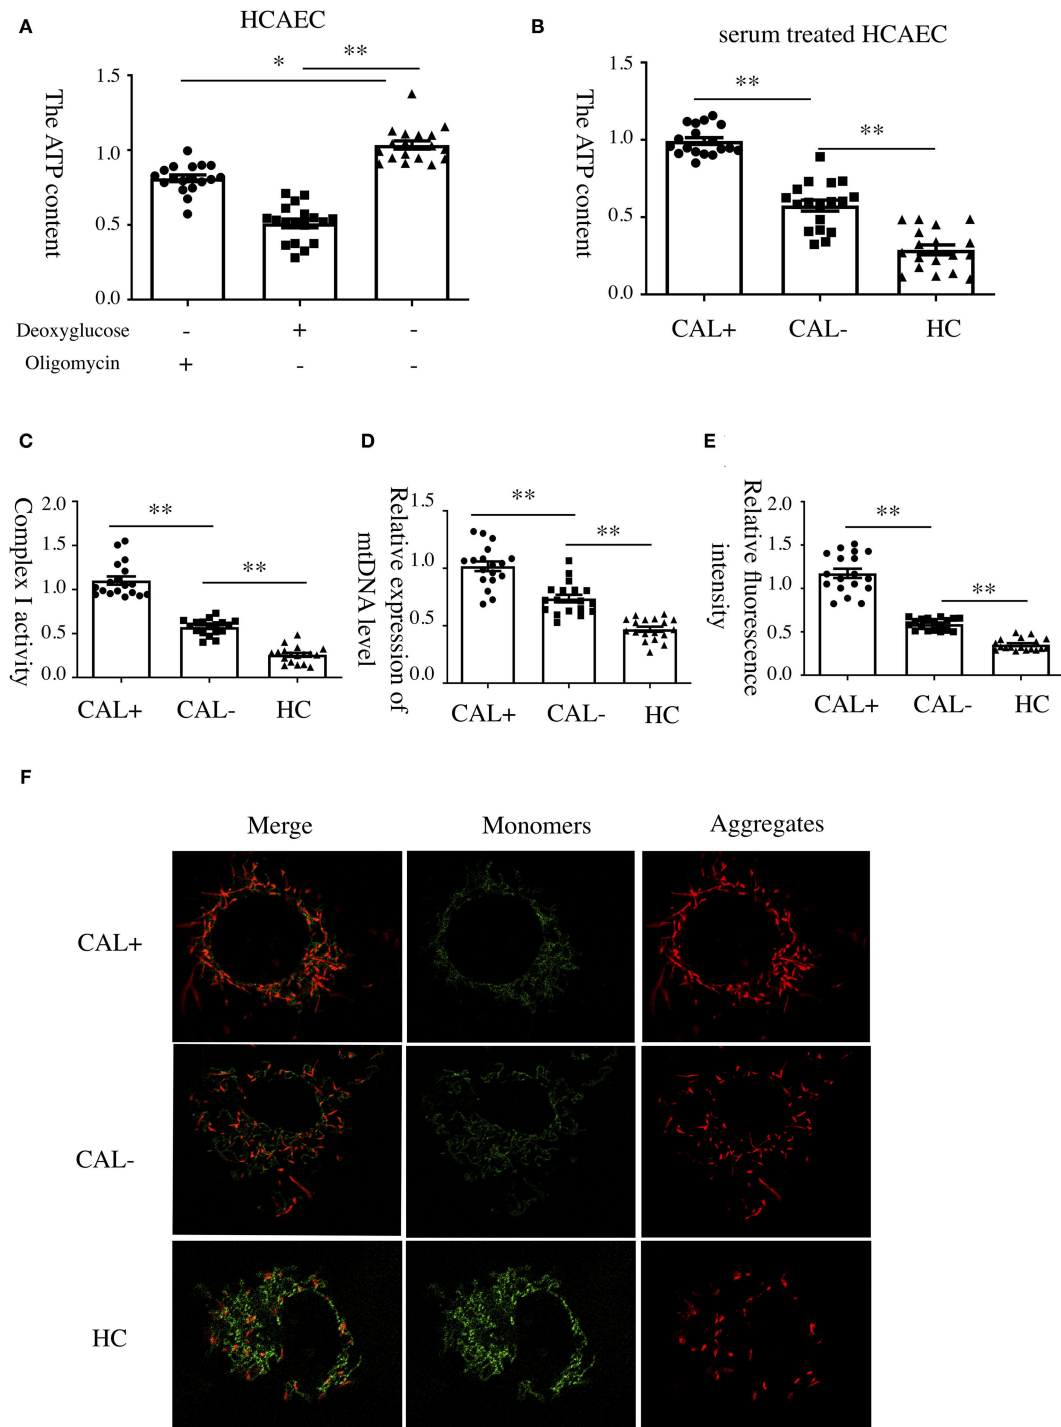 A
HCAEC
* **
The ATP content
1.5
1.0
0.5
0.0
Deoxyglucose - + -
Oligomycin + - -
B
serum treated HCAEC
** **
The ATP content
1.5
1.0
0.5
0.0
CAL+ CAL- HC
C
** **
Complex I activity
2.0
1.5
1.0
0.5
0.0
CAL+ CAL- HC
D
** **
Relative expression of
mtDNA level
1.5
1.0
0.5
0.0
CAL+ CAL- HC
E
** **
Relative fluorescence
intensity
2.0
1.5
1.0
0.5
0.0
CAL+ CAL- HC
F
Merge Monomers Aggregates
CAL+
CAL-
HC